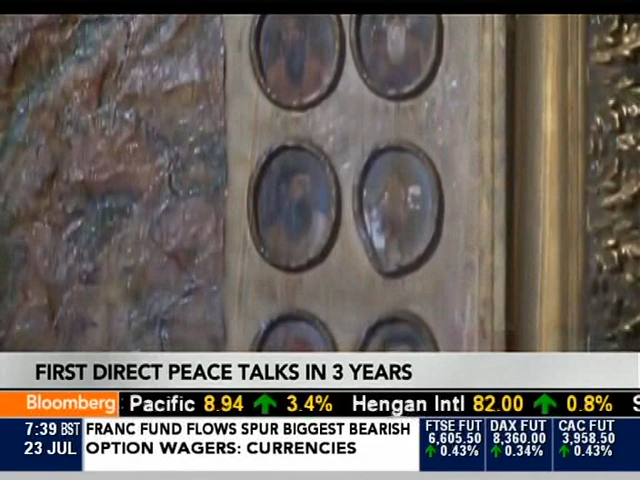 FIRST DIRECT PEACE TALKS IN 3 YEARS
Bloomberg: Pacific 8.94 3.4% Hengan Intl 82.00 0.8% S
7:39 BST
23 JUL
FRANC FUND FLOWS SPUR BIGGEST BEARISH
OPTION WAGERS: CURRENCIES
FTSE FUT
6,605.50
0.43%
DAX FUT
8,360.00
0.34%
CAC FUT
3,958.50
0.43%